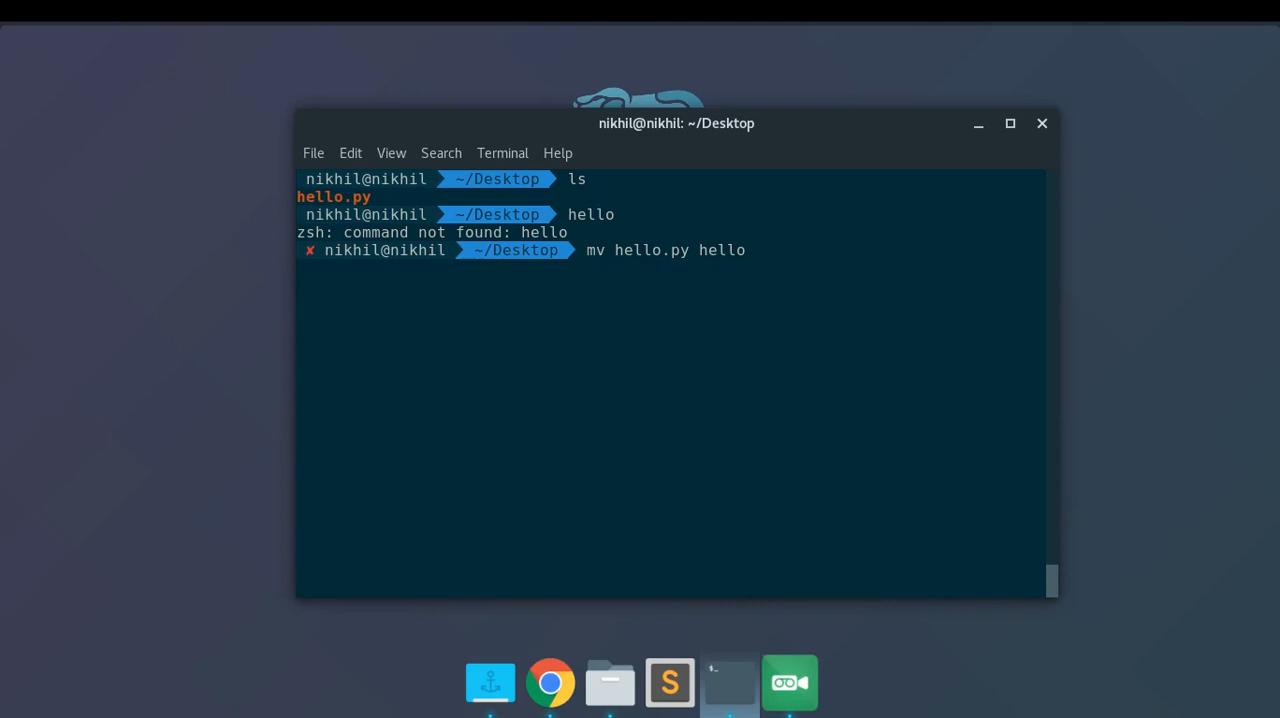 nikhil@nikhil: ~/Desktop
File Edit View Search Terminal Help
nikhil@nikhil ~/Desktop ls
hello.py
nikhil@nikhil ~/Desktop hello
zsh: command not found: hello
✘ nikhil@nikhil ~/Desktop mv hello.py hello
$_
S